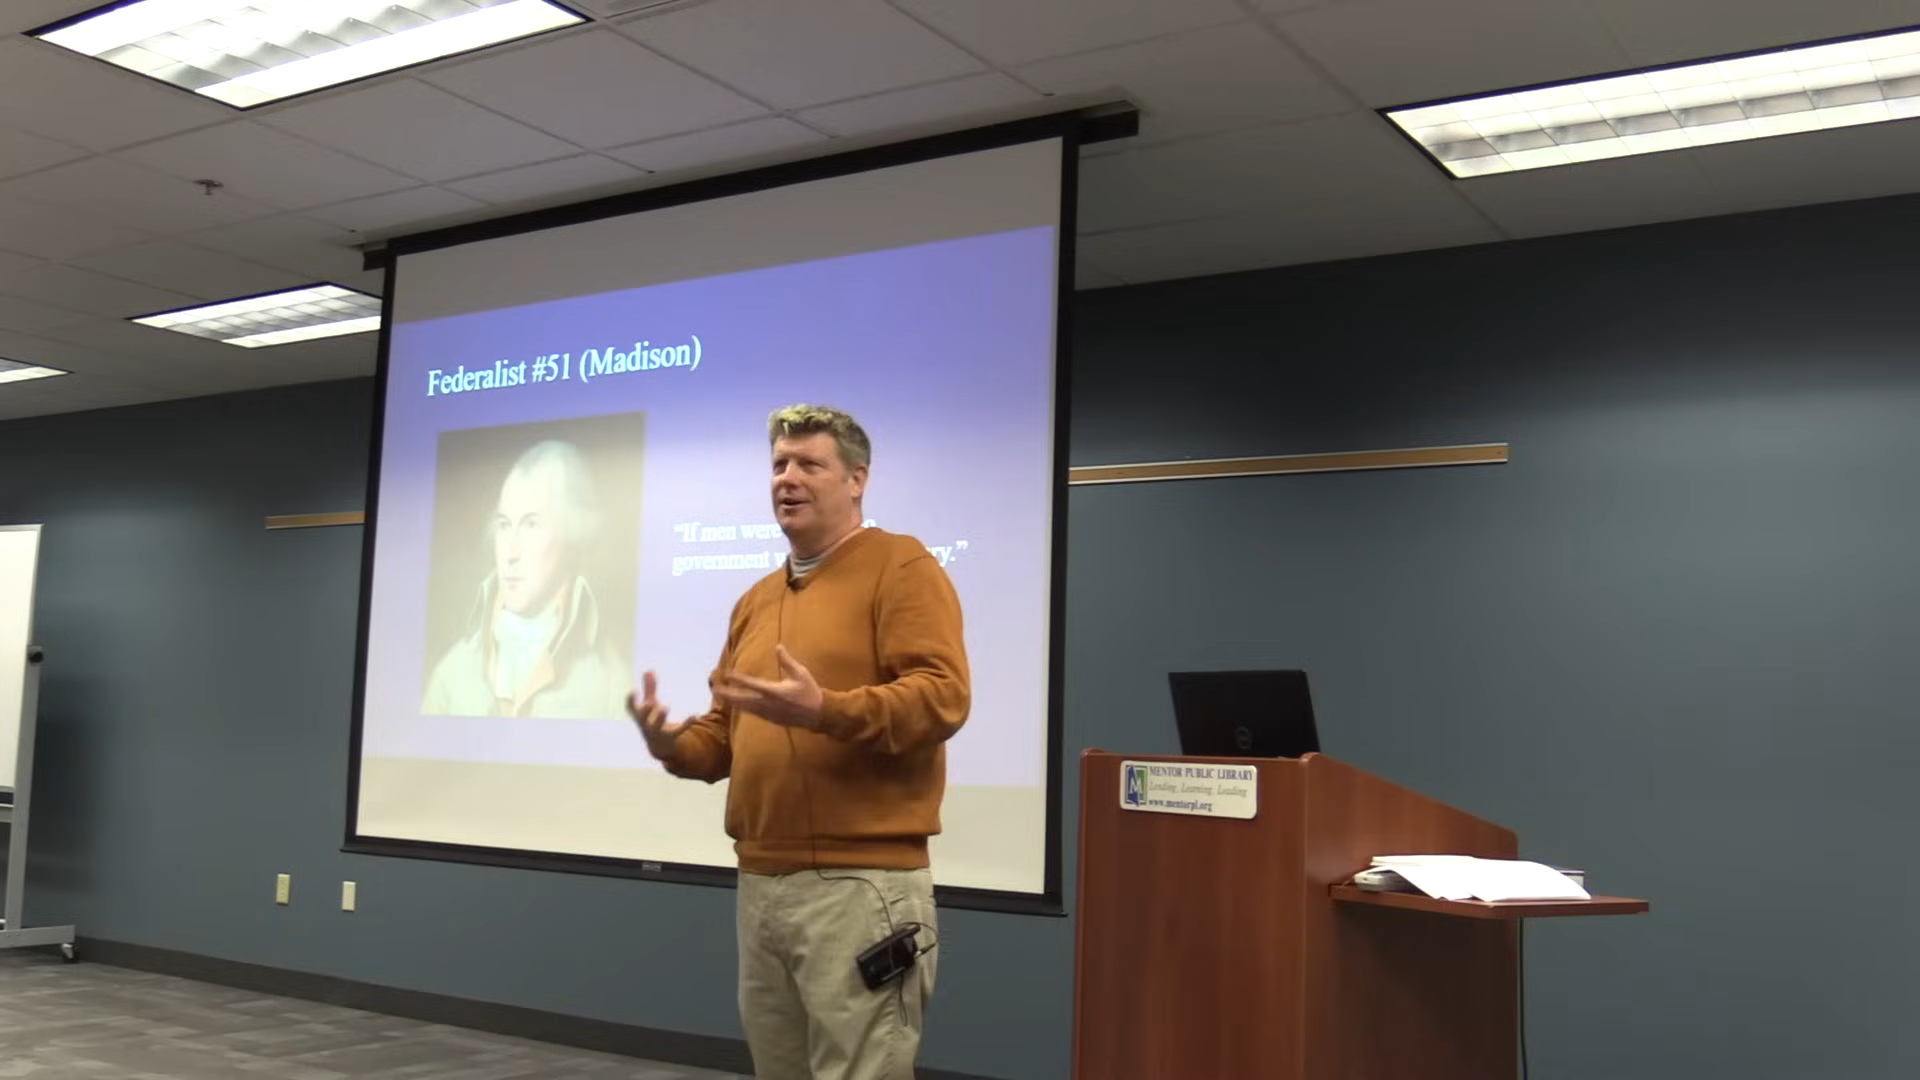 Federalist #51 (Madison)
“If men were
government
ry.”
MENTOR PUBLIC LIBRARY
Lending, Learning, Leading
www.mentorpl.org